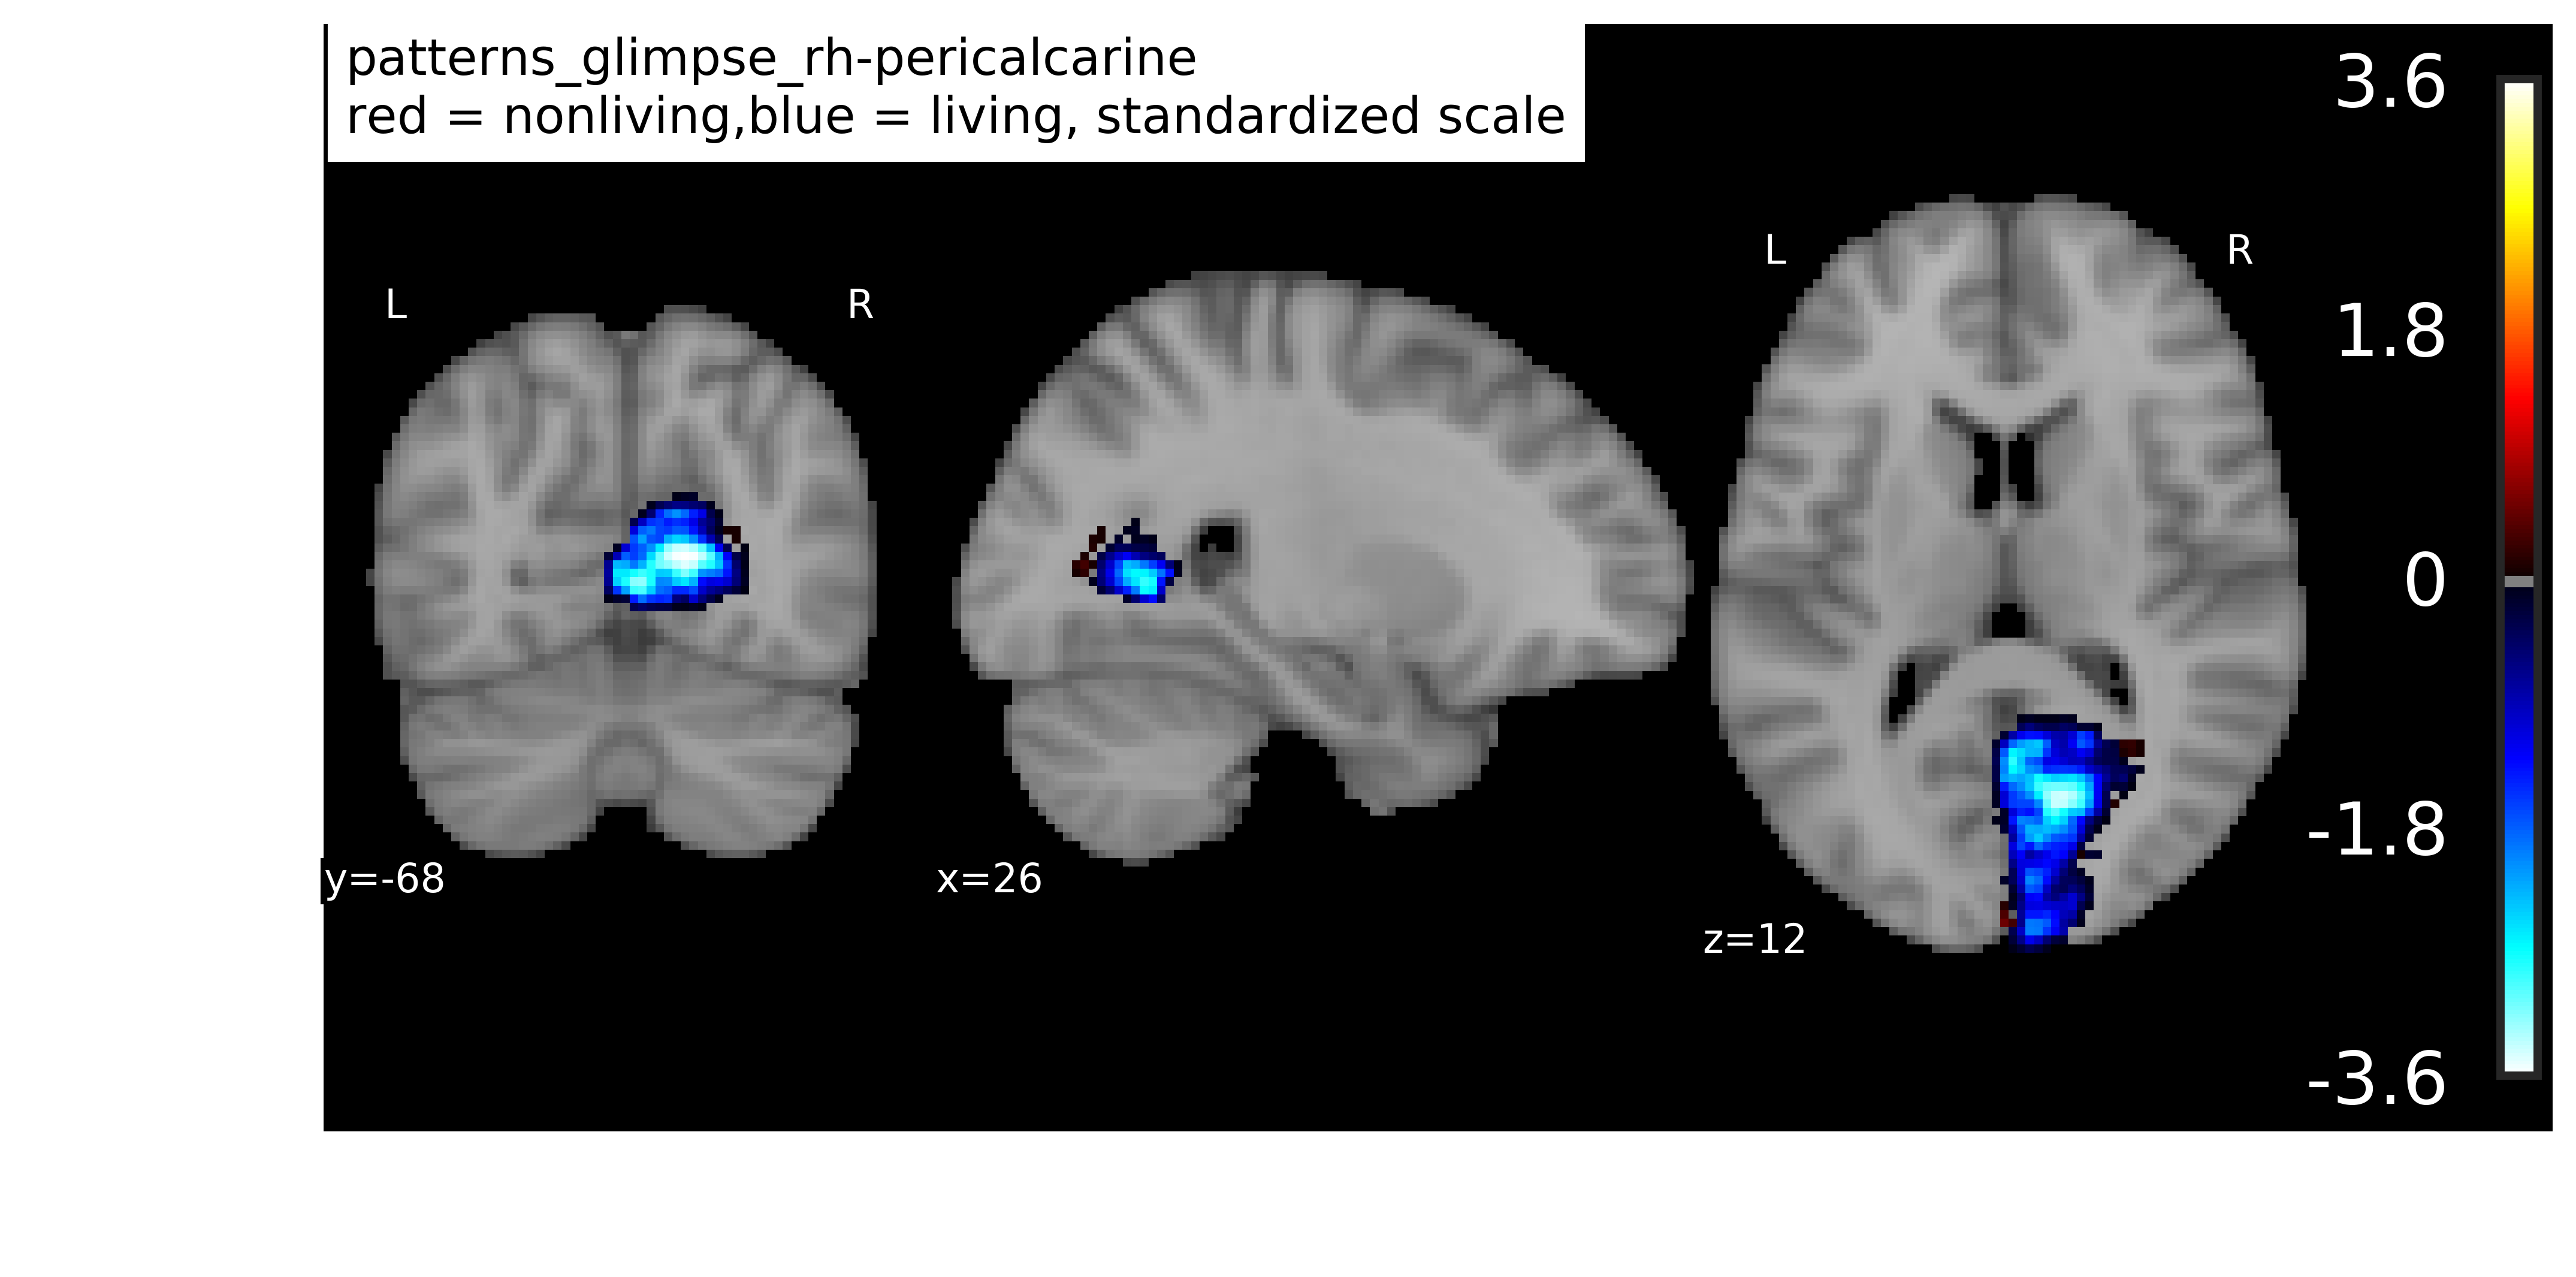 patterns_glimpse_rh-pericalcarine
red = nonliving,blue = living, standardized scale
L R
y=-68
x=26
L R
z=12
3.6
1.8
0
-1.8
-3.6